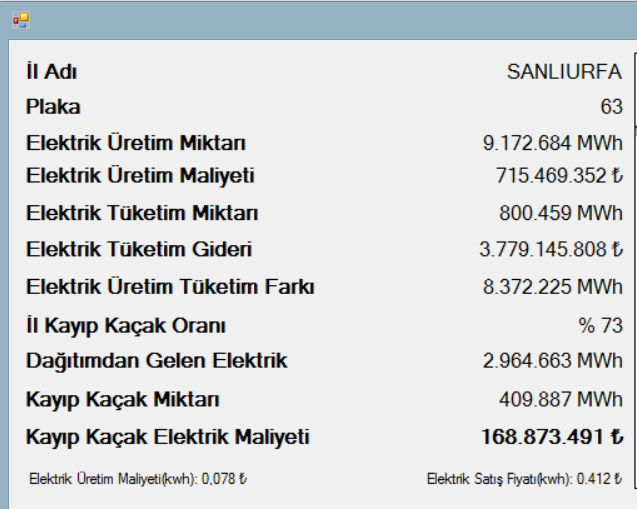 İl Adı SANLIURFA
Plaka 63
Elektrik Üretim Miktarı 9.172.684 MWh
Elektrik Üretim Maliyeti 715.469.352 ₺
Elektrik Tüketim Miktarı 800.459 MWh
Elektrik Tüketim Gideri 3.779.145.808 ₺
Elektrik Üretim Tüketim Farkı 8.372.225 MWh
İl Kayıp Kaçak Oranı % 73
Dağıtımdan Gelen Elektrik 2.964.663 MWh
Kayıp Kaçak Miktarı 409.887 MWh
Kayıp Kaçak Elektrik Maliyeti 168.873.491 ₺
Elektrik Üretim Maliyeti(kwh): 0,078 ₺ Elektrik Satış Fiyatı(kwh): 0.412 ₺